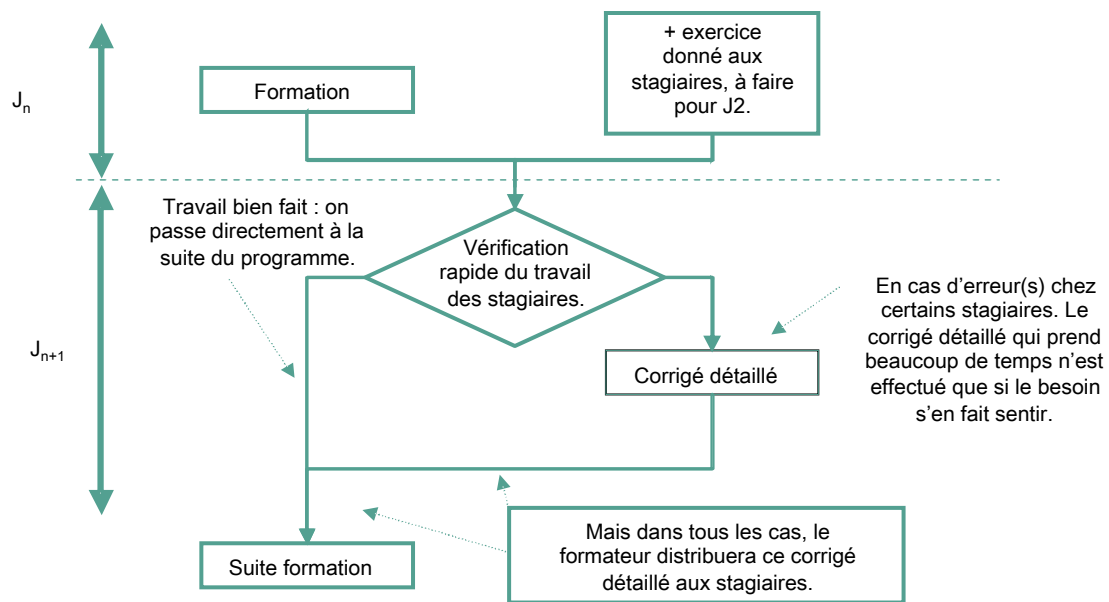 + exercice
donné aux
stagiaires, à faire
pour J2.
Formation
Jn
Travail bien fait : on
passe directement à la
suite du programme.
Vérification
rapide du travail
des stagiaires.
En cas d’erreur(s) chez
certains stagiaires. Le
corrigé détaillé qui prend
beaucoup de temps n’est
effectué que si le besoin
s’en fait sentir.
Jn+1
Corrigé détaillé
Mais dans tous les cas, le
formateur distribuera ce corrigé
détaillé aux stagiaires.
Suite formation